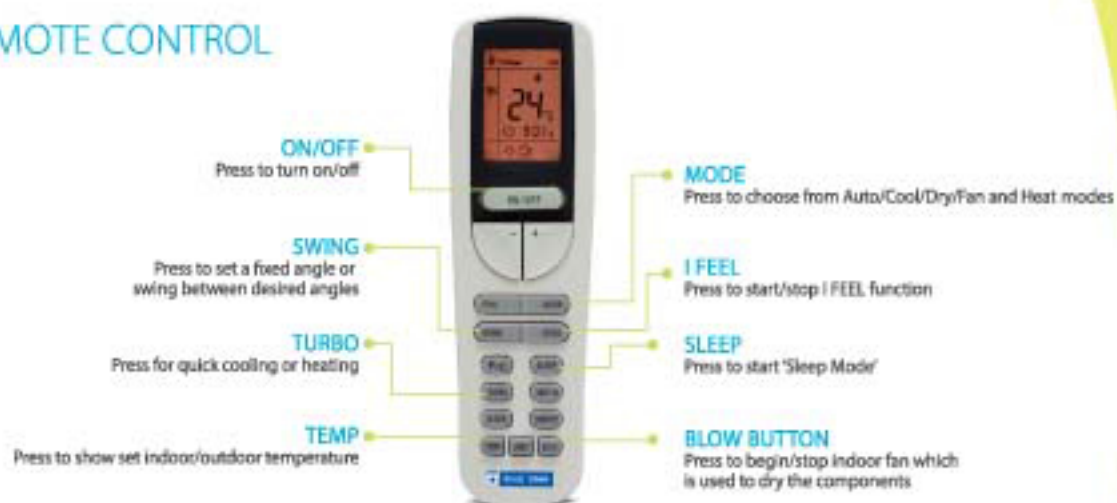 MOTE CONTROL
24
ON/OFF
ON/OFF
Press to turn on/off
- +
SWING
Press to set a fixed angle or
swing between desired angles
TURBO
Press for quick cooling or heating
TEMP
Press to show set indoor/outdoor temperature
MODE
Press to choose from Auto/Cool/Dry/Fan and Heat modes
I FEEL
Press to start/stop I FEEL function
SLEEP
Press to start 'Sleep Mode'
BLOW BUTTON
Press to begin/stop indoor fan which
is used to dry the components